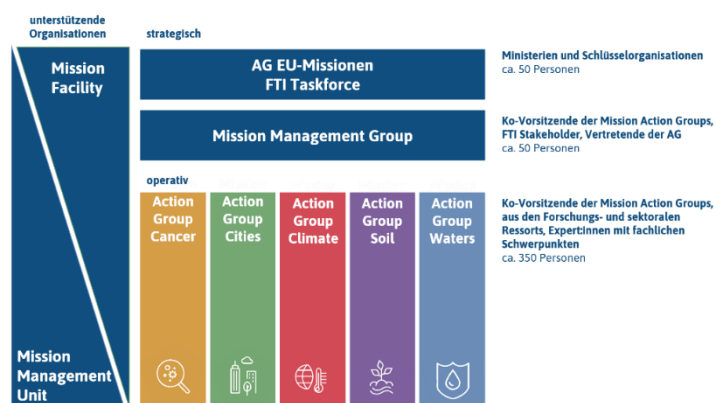 unterstützende
Organisationen
strategisch
Mission
Facility
AG EU-Missionen
FTI Taskforce
Ministerien und Schlüsselorganisationen
ca. 50 Personen
Mission Management Group
Ko-Vorsitzende der Mission Action Groups,
FTI Stakeholder, Vertretende der AG
ca. 50 Personen
operativ
Action
Group
Cancer
Action
Group
Cities
Action
Group
Climate
Action
Group
Soil
Action
Group
Waters
Ko-Vorsitzende der Mission Action Groups,
aus den Forschungs- und sektoralen
Ressorts, Expertinnen mit fachlichen
Schwerpunkten
ca. 350 Personen
Mission
Management
Unit